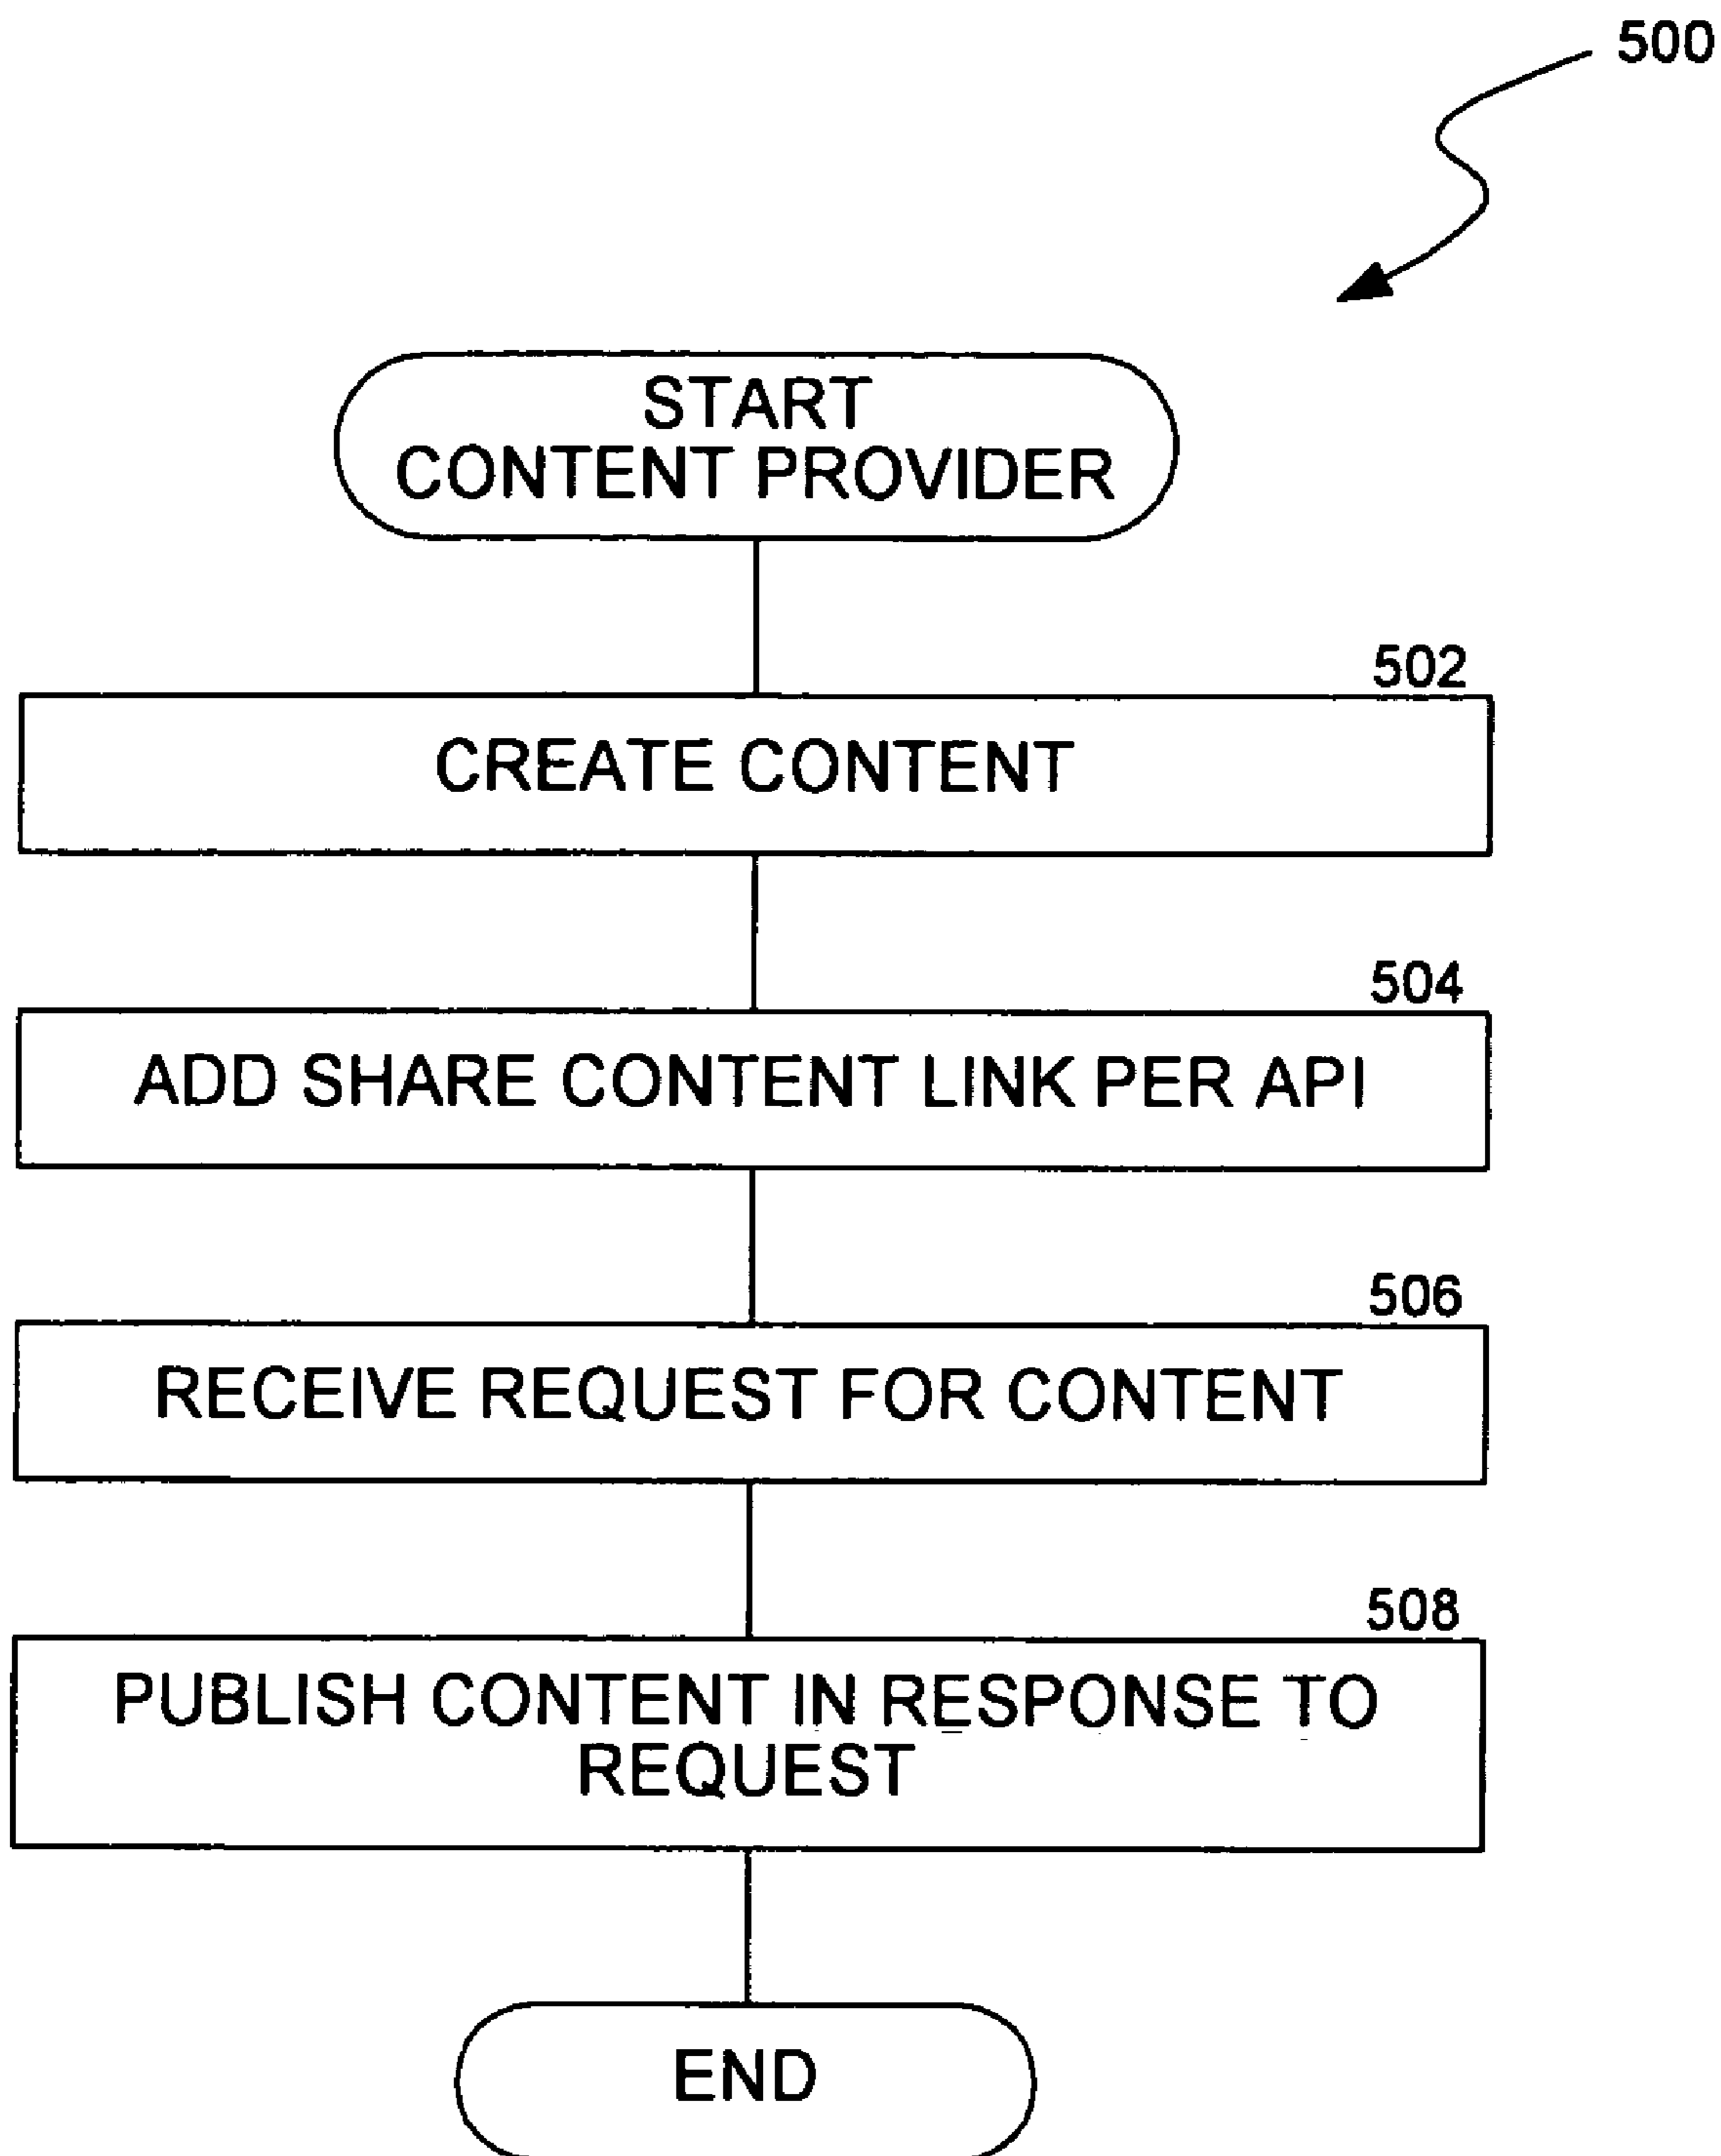 500
START
CONTENT PROVIDER
502
CREATE CONTENT
504
ADD SHARE CONTENT LINK PER API
506
RECEIVE REQUEST FOR CONTENT
508
PUBLISH CONTENT IN RESPONSE TO
REQUEST
END